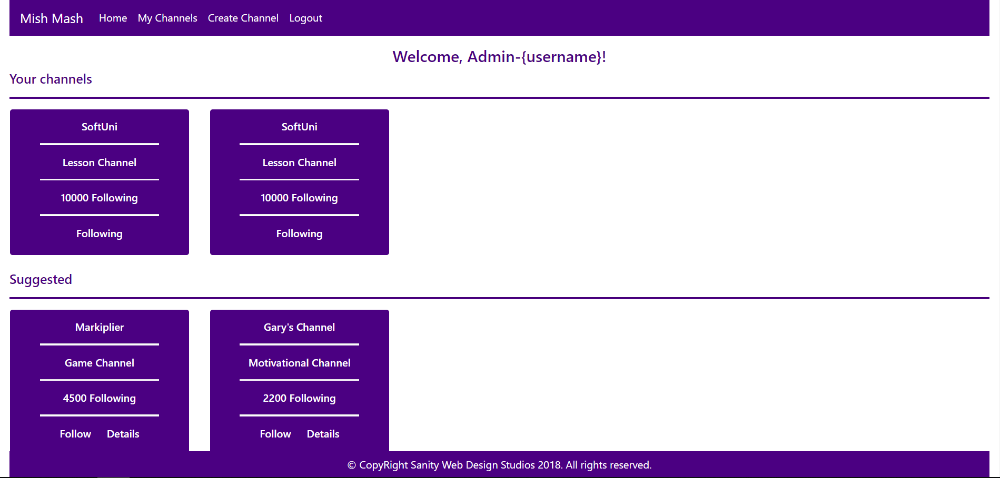 Mish Mash Home My Channels Create Channel Logout
Welcome, Admin-{username}!
Your channels
SoftUni
Lesson Channel
10000 Following
Following
SoftUni
Lesson Channel
10000 Following
Following
Suggested
Markiplier
Game Channel
4500 Following
Follow Details
Gary's Channel
Motivational Channel
2200 Following
Follow Details
© CopyRight Sanity Web Design Studios 2018. All rights reserved.